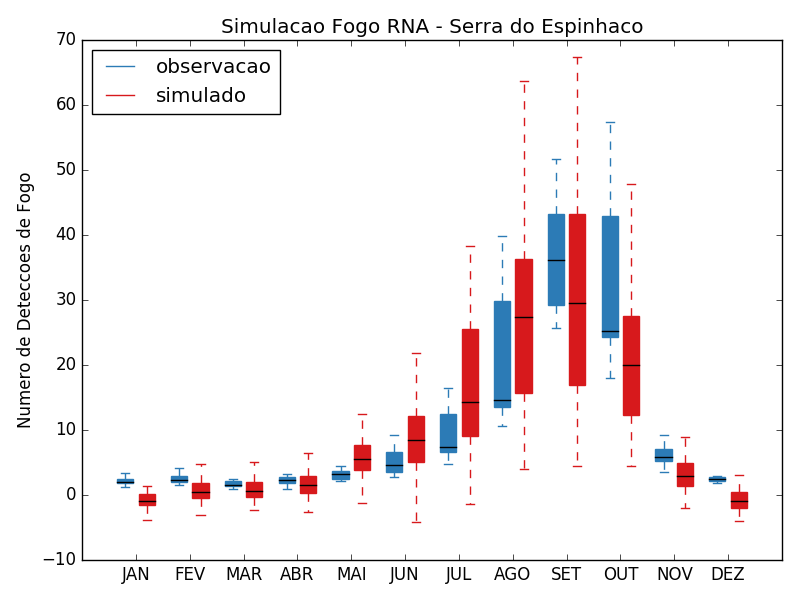 Simulacao Fogo RNA - Serra do Espinhaco
observacao
simulado
Numero de Deteccoes de Fogo
70
60
50
40
30
20
10
0
−10
JAN FEV MAR ABR MAI JUN JUL AGO SET OUT NOV DEZ